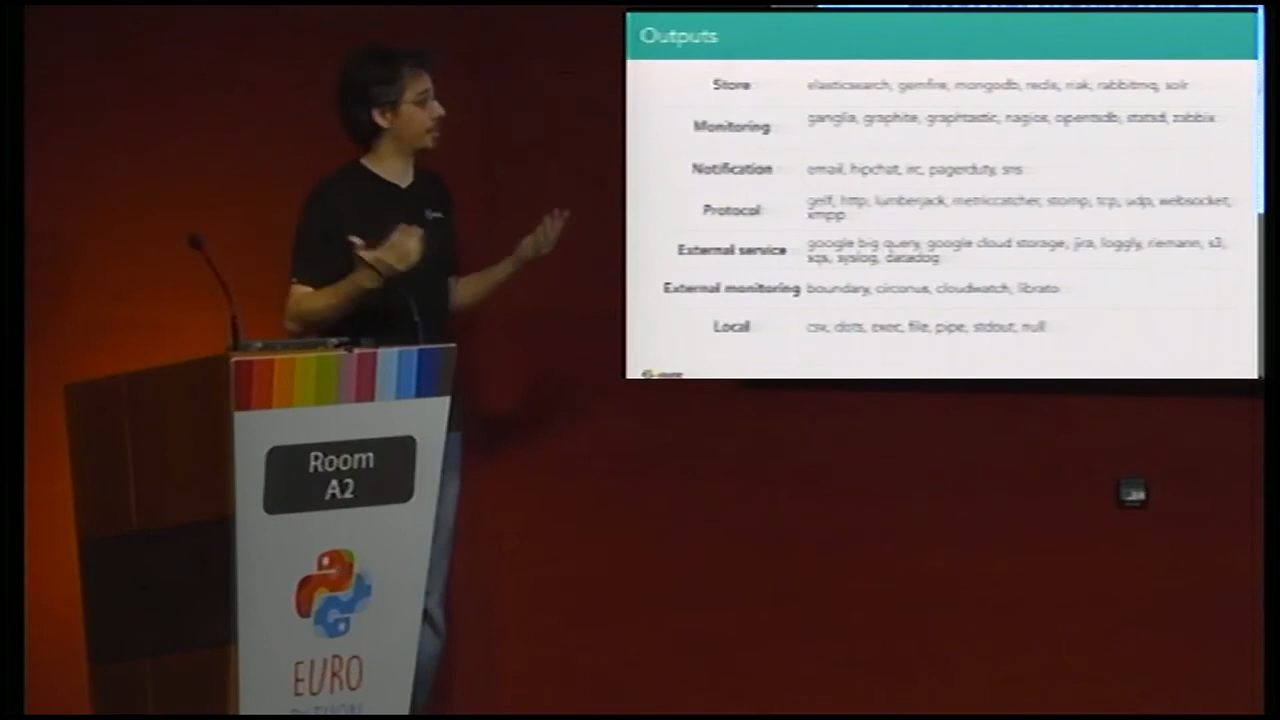 Outputs
Store elasticsearch, gemfire, mongodb, redis, riak, rabbitmq, solr
Monitoring ganglia, graphite, graphtastic, nagios, opentsdb, statsd, zabbix
Notification email, hipchat, irc, pagerduty, sns
Protocol gelf, http, lumberjack, metriccatcher, stomp, tcp, udp, websocket,
xmpp
External service google big query, google cloud storage, jira, loggly, riemann, s3,
sqs, syslog, datadog
External monitoring boundary, circonus, cloudwatch, librato
Local csv, dots, exec, file, pipe, stdout, null
Room
A2
EURO
PYTHON